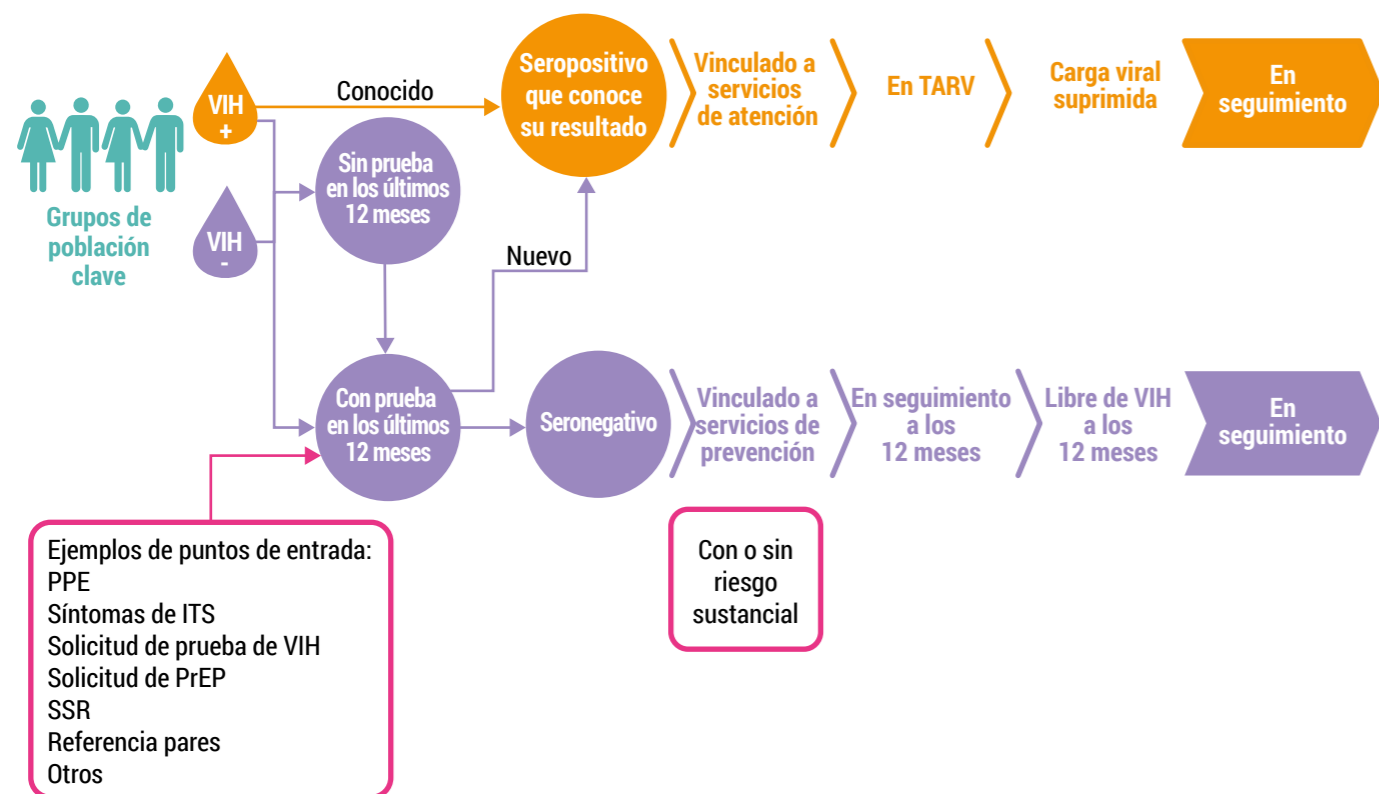 VIH
+
Conocido
Seropositivo
que conoce
su resultado
Vinculado a
servicios
de atención
En TARV
Carga viral
suprimida
En
seguimiento
Sin prueba
en los últimos
12 meses
Grupos de
población
clave
VIH
-
Nuevo
Con prueba
en los últimos
12 meses
Seronegativo
Vinculado a
servicios de
prevención
En seguimiento
a los
12 meses
Libre de VIH
a los
12 meses
En
seguimiento
Ejemplos de puntos de entrada:
PPE
Síntomas de ITS
Solicitud de prueba de VIH
Solicitud de PrEP
SSR
Referencia pares
Otros
Con o sin
riesgo
sustancial